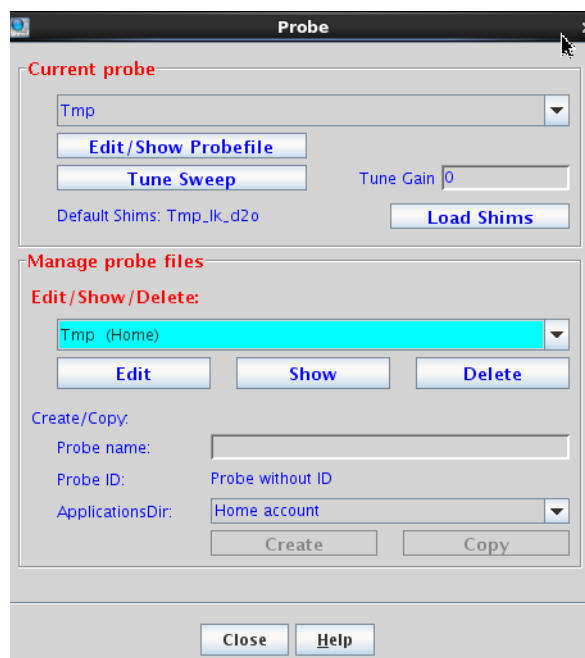 Probe
Current probe
Tmp
Edit/Show Probefile
Tune Sweep
Tune Gain 0
Default Shims: Tmp_lk_d2o
Load Shims
Manage probe files
Edit/Show/Delete:
Tmp (Home)
Edit Show Delete
Create/Copy:
Probe name:
Probe ID: Probe without ID
ApplicationsDir: Home account
Create Copy
Close Help